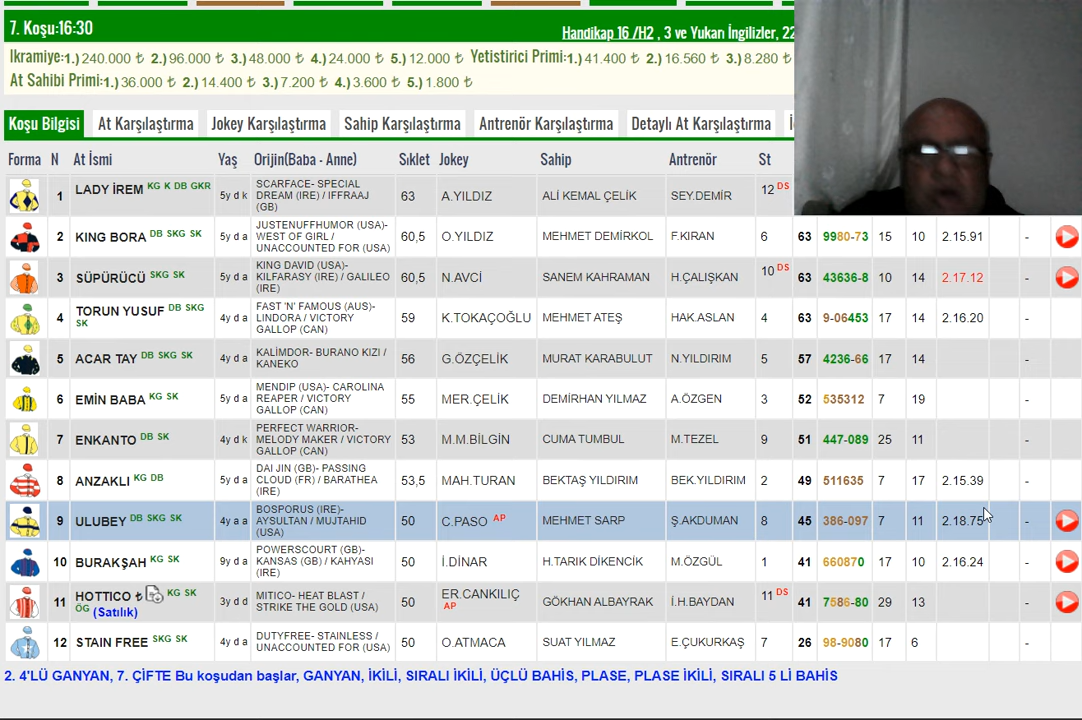 7. Koşu:16:30
Handikap 16 /H2 , 3 ve Yukarı İngilizler, 22
İkramiye:1.) 240.000 ₺ 2.) 96.000 ₺ 3.) 48.000 ₺ 4.) 24.000 ₺ 5.) 12.000 ₺ Yetistirici Primi:1.) 41.400 ₺ 2.) 16.560 ₺ 3.) 8.280 ₺
At Sahibi Primi:1.) 36.000 ₺ 2.) 14.400 ₺ 3.) 7.200 ₺ 4.) 3.600 ₺ 5.) 1.800 ₺
Koşu Bilgisi At Karşılaştırma Jokey Karşılaştırma Sahip Karşılaştırma Antrenör Karşılaştırma Detaylı At Karşılaştırma
Forma N At İsmi Yaş Orijin(Baba - Anne) Sıklet Jokey Sahip Antrenör St
1 LADY İREM KG K DB GKR 5y d k SCARFACE- SPECIAL DREAM (IRE) / IFFRAAJ (GB) 63 A.YILDIZ ALİ KEMAL ÇELİK SEY.DEMİR 12 DS
2 KING BORA DB SKG SK 5y d a JUSTENUFFHUMOR (USA)- WEST OF GIRL / UNACCOUNTED FOR (USA) 60,5 O.YILDIZ MEHMET DEMİRKOL F.KIRAN 6 63 9980-73 15 10 2.15.91 -
3 SÜPÜRÜCÜ SKG SK 5y d a KING DAVID (USA)- KILFARASY (IRE) / GALILEO (IRE) 60,5 N.AVCİ SANEM KAHRAMAN H.ÇALIŞKAN 10 DS 63 43636-8 10 14 2.17.12 -
4 TORUN YUSUF DB SKG SK 4y d a FAST 'N' FAMOUS (AUS)- LINDORA / VICTORY GALLOP (CAN) 59 K.TOKAÇOĞLU MEHMET ATEŞ HAK.ASLAN 4 63 9-06453 17 14 2.16.20 -
5 ACAR TAY DB SKG SK 4y d a KALİMDOR- BURANO KIZI / KANEKO 56 G.ÖZÇELİK MURAT KARABULUT N.YILDIRIM 5 57 4236-66 17 14 -
6 EMİN BABA KG SK 5y d a MENDIP (USA)- CAROLINA REAPER / VICTORY GALLOP (CAN) 55 MER.ÇELİK DEMİRHAN YILMAZ A.ÖZGEN 3 52 535312 7 19 -
7 ENKANTO DB SK 4y d k PERFECT WARRIOR- MELODY MAKER / VICTORY GALLOP (CAN) 53 M.M.BİLGİN CUMA TUMBUL M.TEZEL 9 51 447-089 25 11 -
8 ANZAKLI KG DB 5y d a DAI JIN (GB)- PASSING CLOUD (FR) / BARATHEA (IRE) 53,5 MAH.TURAN BEKTAŞ YILDIRIM BEK.YILDIRIM 2 49 511635 7 17 2.15.39 -
9 ULUBEY DB SKG SK 4y a a BOSPORUS (IRE)- AYSULTAN / MUJTAHID (USA) 50 C.PASO AP MEHMET SARP Ş.AKDUMAN 8 45 386-097 7 11 2.18.75 -
10 BURAKŞAH KG SK 9y d a POWERSCOURT (GB)- KANSAS (GB) / KAHYASI (IRE) 50 İ.DİNAR H.TARIK DİKENCİK M.ÖZGÜL 1 41 660870 17 10 2.16.24 -
11 HOTTICO ₺ KG SK ÖG (Satılık) 3y d d MITICO- HEAT BLAST / STRIKE THE GOLD (USA) 50 ER.CANKILIÇ AP GÖKHAN ALBAYRAK İ.H.BAYDAN 11 DS 41 7586-80 29 13 -
12 STAIN FREE SKG SK 4y d a DUTYFREE- STAINLESS / UNACCOUNTED FOR (USA) 50 O.ATMACA SUAT YILMAZ E.ÇUKURKAŞ 7 26 98-9080 17 6 -
2. 4'LÜ GANYAN, 7. ÇİFTE Bu koşudan başlar, GANYAN, İKİLİ, SIRALI İKİLİ, ÜÇLÜ BAHİS, PLASE, PLASE İKİLİ, SIRALI 5 Lİ BAHİS